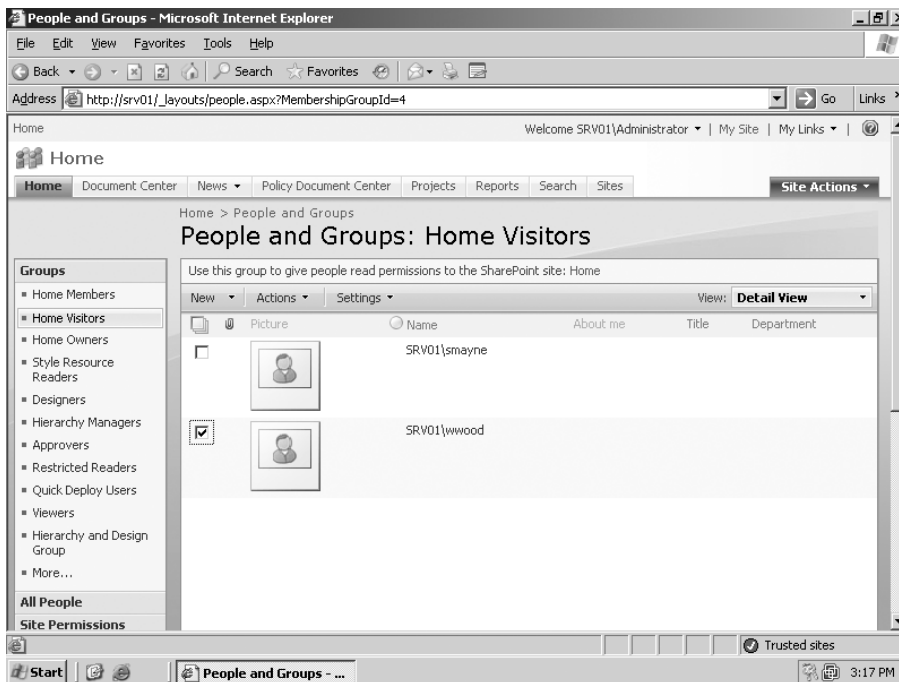 People and Groups - Microsoft Internet Explorer
File Edit View Favorites Tools Help
Back Search Favorites
Address http://srv01/_layouts/people.aspx?MembershipGroupId=4 Go Links »
Home Welcome SRV01\Administrator | My Site | My Links |
Home
Home Document Center News Policy Document Center Projects Reports Search Sites Site Actions
Home > People and Groups
People and Groups: Home Visitors
Groups
Home Members
Home Visitors
Home Owners
Style Resource
Readers
Designers
Hierarchy Managers
Approvers
Restricted Readers
Quick Deploy Users
Viewers
Hierarchy and Design
Group
More...
All People
Site Permissions
Use this group to give people read permissions to the SharePoint site: Home
New Actions Settings View: Detail View
Picture Name About me Title Department
SRV01\smayne
SRV01\wwood
Trusted sites
Start People and Groups - ... 3:17 PM